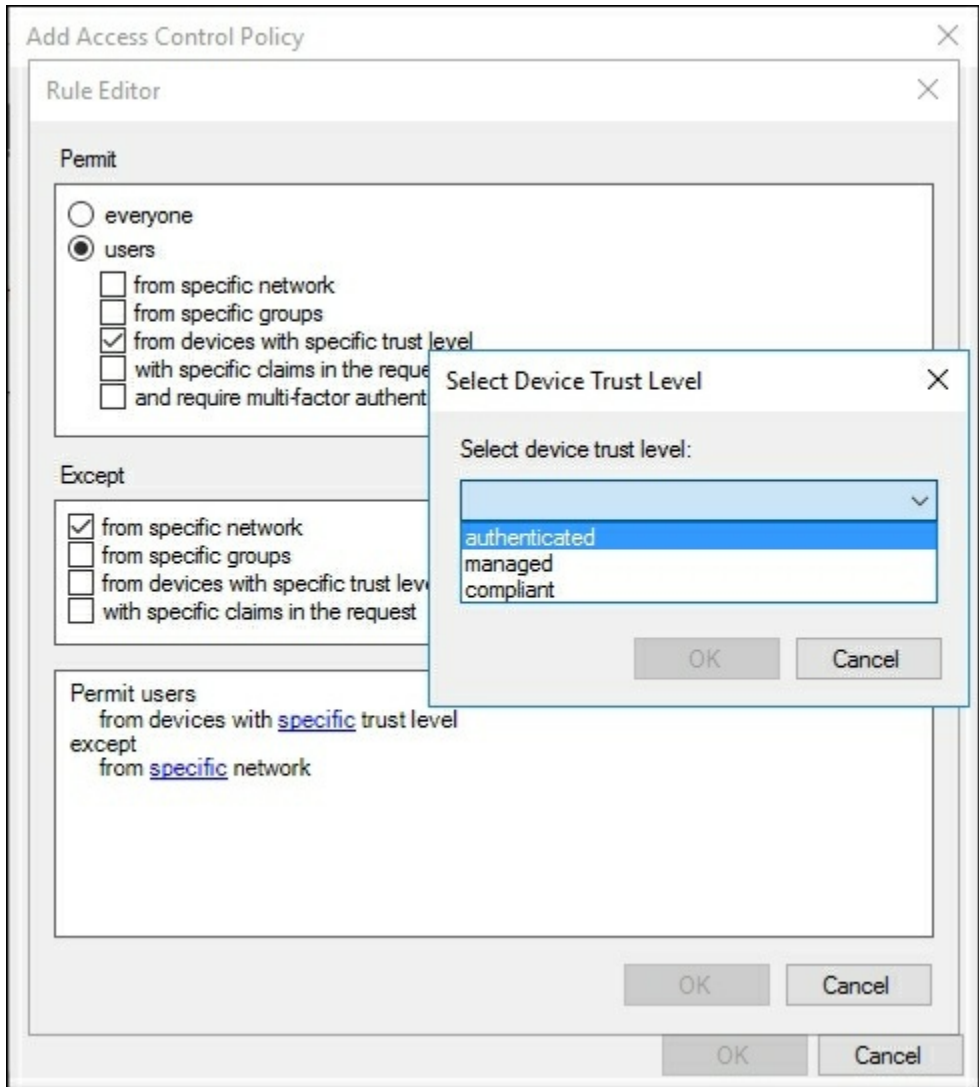 Add Access Control Policy
Rule Editor
Permit
everyone
users
from specific network
from specific groups
from devices with specific trust level
with specific claims in the reque
and require multi-factor authent
Select Device Trust Level
Select device trust level:
authenticated
managed
compliant
OK
Cancel
Except
from specific network
from specific groups
from devices with specific trust leve
with specific claims in the request
Permit users
from devices with specific trust level
except
from specific network
OK
Cancel
OK
Cancel